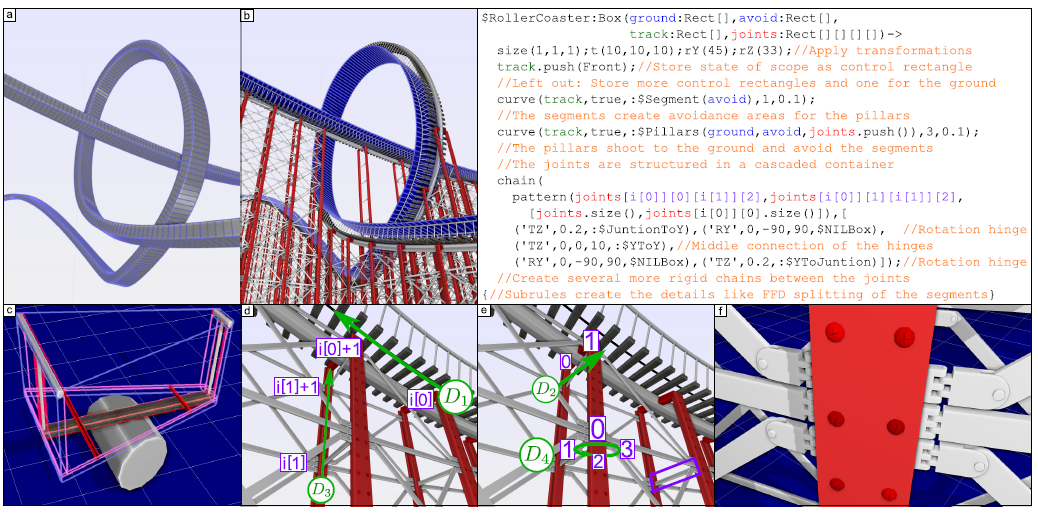 a
b
$RollerCoaster:Box(ground:Rect[],avoid:Rect[],
track:Rect[],joints:Rect[][][][])->
size(1,1,1);t(10,10,10);rY(45);rZ(33);//Apply transformations
track.push(Front);//Store state of scope as control rectangle
//Left out: Store more control rectangles and one for the ground
curve(track,true,:$Segment(avoid),1,0.1);
//The segments create avoidance areas for the pillars
curve(track,true,:$Pillars(ground,avoid,joints.push()),3,0.1);
//The pillars shoot to the ground and avoid the segments
//The joints are structured in a cascaded container
chain(
pattern(joints[i[0]][0][i[1]][2],joints[i[0]][1][i[1]][2],
[joints.size(),joints[i[0]][0].size()]),[
('TZ',0.2,:$JuntionToY),('RY',0,-90,90,$NILBox), //Rotation hinge
('TZ',0,0,10,:$YToY),//Middle connection of the hinges
('RY',0,-90,90,$NILBox),('TZ',0.2,:$YToJuntion)]);//Rotation hinge
//Create several more rigid chains between the joints
{//Subrules create the details like FFD splitting of the segments}
c
d
i[0]+1
i[1]+1
i[0]
D1
i[1]
D3
e
1
0
D2
0
D4
1
3
2
f